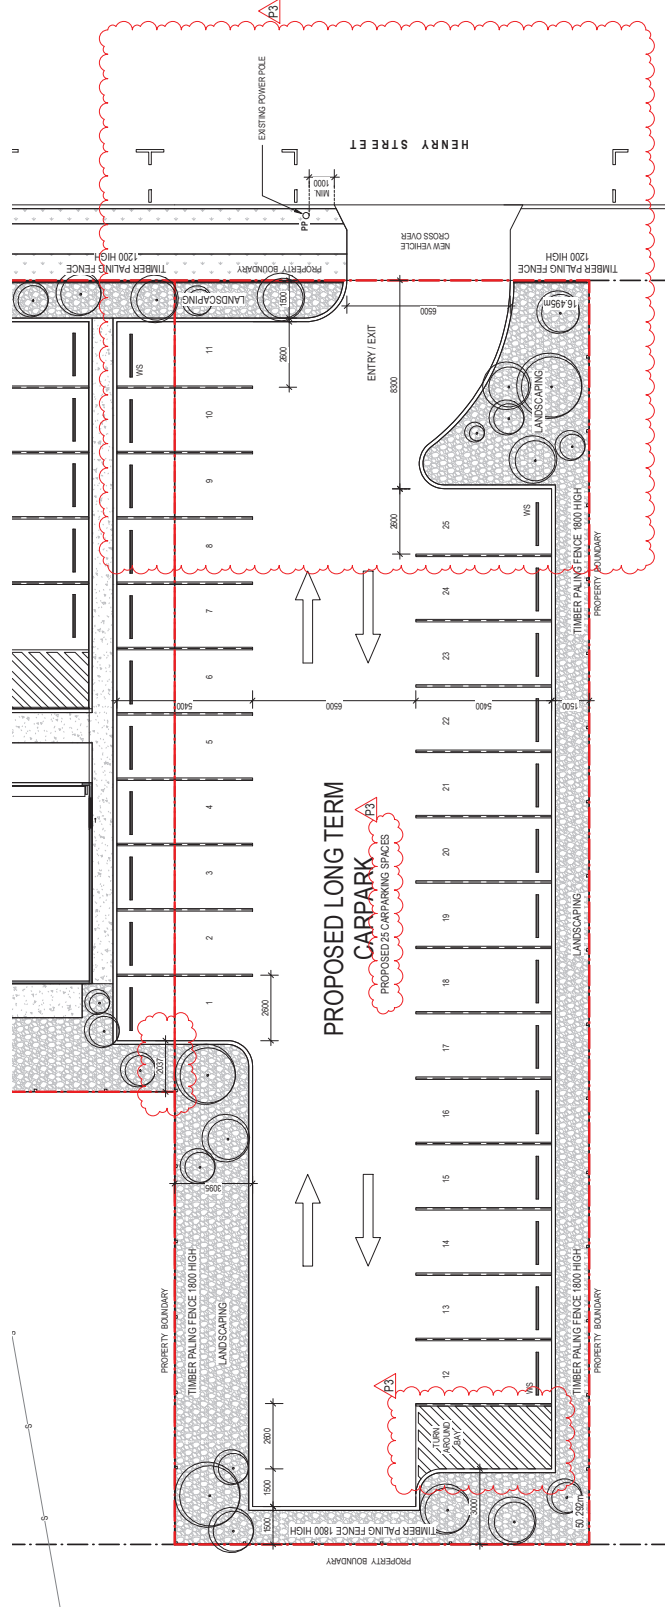 P3
EXISTING POWER POLE
HENRY STREET
MIN.
1000
PP
NEW VEHICLE
CROSS OVER
TIMBER PALING FENCE
1200 HIGH
PROPERTY BOUNDARY
TIMBER PALING FENCE
1200 HIGH
LANDSCAPING
1500
6500
16.495m
WS
11
2600
ENTRY / EXIT
8300
LANDSCAPING
10
9
8
7
6
5
4
3
2
1
2600
WS
25
24
23
22
21
20
19
18
17
16
15
14
13
12
WS
TIMBER PALING FENCE 1800 HIGH
PROPERTY BOUNDARY
5400
6500
5400
1500
PROPOSED LONG TERM
CARPARK
P3
PROPOSED 25 CARPARKING SPACES
LANDSCAPING
2600
2037
3095
PROPERTY BOUNDARY
TIMBER PALING FENCE 1800 HIGH
LANDSCAPING
TIMBER PALING FENCE 1800 HIGH
PROPERTY BOUNDARY
P3
TURN
AROUND
BAY
2600
1500
1500
3000
50.292m
TIMBER PALING FENCE 1800 HIGH
PROPERTY BOUNDARY
S
S
S